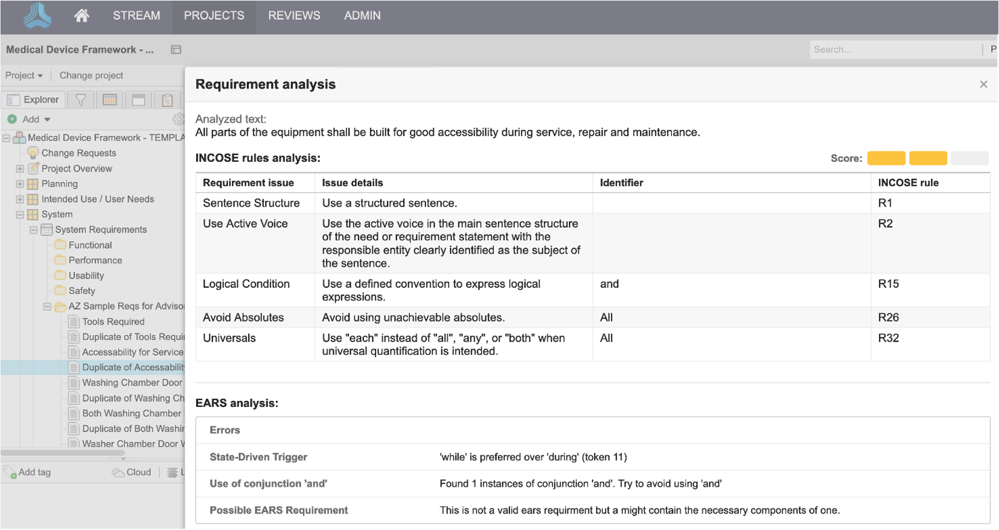 STREAM PROJECTS REVIEWS ADMIN
Medical Device Framework - ...
Search...
P
Project Change project
Explorer
Add
Medical Device Framework - TEMPLA
Change Requests
Project Overview
Planning
Intended Use / User Needs
System
System Requirements
Functional
Performance
Usability
Safety
AZ Sample Reqs for Advisor
Tools Required
Duplicate of Tools Requi
Accessability for Service
Duplicate of Accessability
Washing Chamber Door
Duplicate of Washing Ch
Both Washing Chamber
Duplicate of Both Washin
Washer Chamber Door W
Add tag Cloud L
Requirement analysis
Analyzed text:
All parts of the equipment shall be built for good accessibility during service, repair and maintenance.
INCOSE rules analysis: Score:
Requirement issue Issue details Identifier INCOSE rule
Sentence Structure Use a structured sentence. R1
Use Active Voice Use the active voice in the main sentence structure R2
of the need or requirement statement with the
responsible entity clearly identified as the subject of
the sentence.
Logical Condition Use a defined convention to express logical and R15
expressions.
Avoid Absolutes Avoid using unachievable absolutes. All R26
Universals Use "each" instead of "all", "any", or "both" when All R32
universal quantification is intended.
EARS analysis:
Errors
State-Driven Trigger 'while' is preferred over 'during' (token 11)
Use of conjunction 'and' Found 1 instances of conjunction 'and'. Try to avoid using 'and'
Possible EARS Requirement This is not a valid ears requirment but a might contain the necessary components of one.